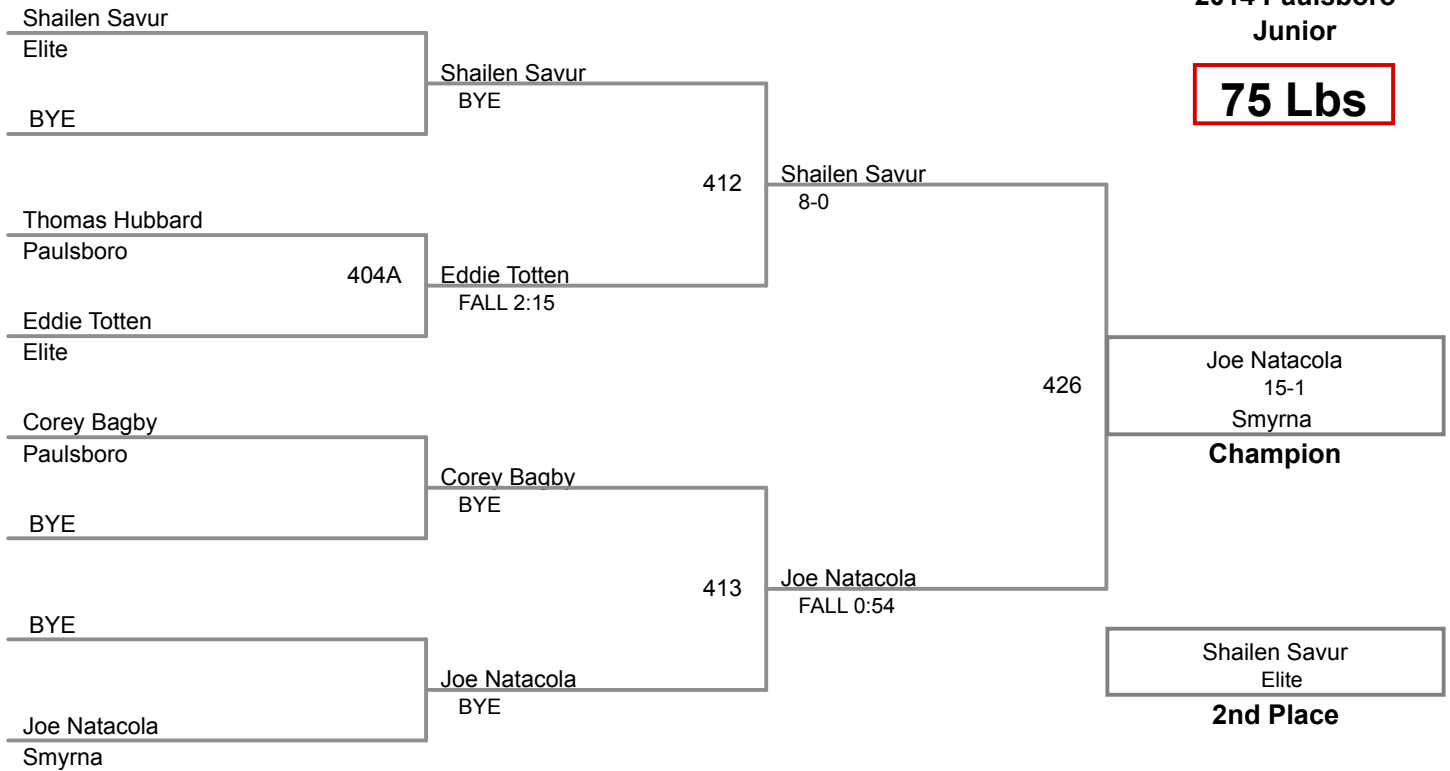 2014 Paulsboro
Junior
75 Lbs
Shailen Savur
Elite
BYE
Thomas Hubbard
Paulsboro
404A
Eddie Totten
Elite
Corey Bagby
Paulsboro
BYE
BYE
Joe Natacola
Smyrna
Shailen Savur
BYE
412
Eddie Totten
FALL 2:15
Corey Bagby
BYE
413
Joe Natacola
BYE
Shailen Savur
8-0
426
Joe Natacola
FALL 0:54
Joe Natacola
15-1
Smyrna
Champion
Shailen Savur
Elite
2nd Place